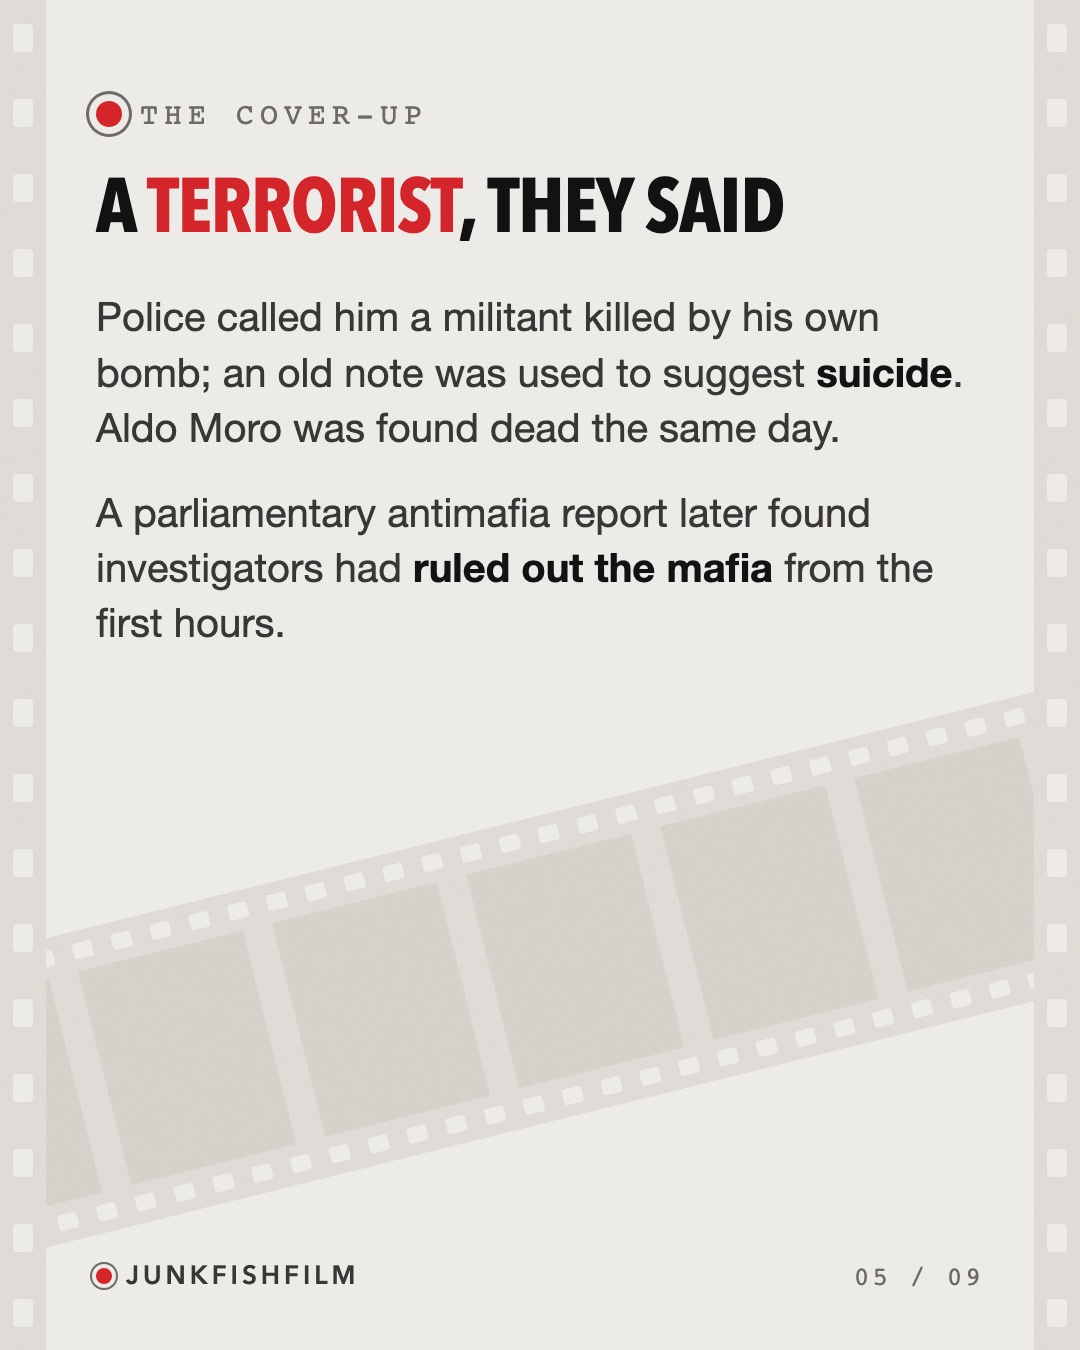 THE COVER-UP
A TERRORIST, THEY SAID
Police called him a militant killed by his own
bomb; an old note was used to suggest suicide.
Aldo Moro was found dead the same day.
A parliamentary antimafia report later found
investigators had ruled out the mafia from the
first hours.
JUNKFISHFILM
05 / 09